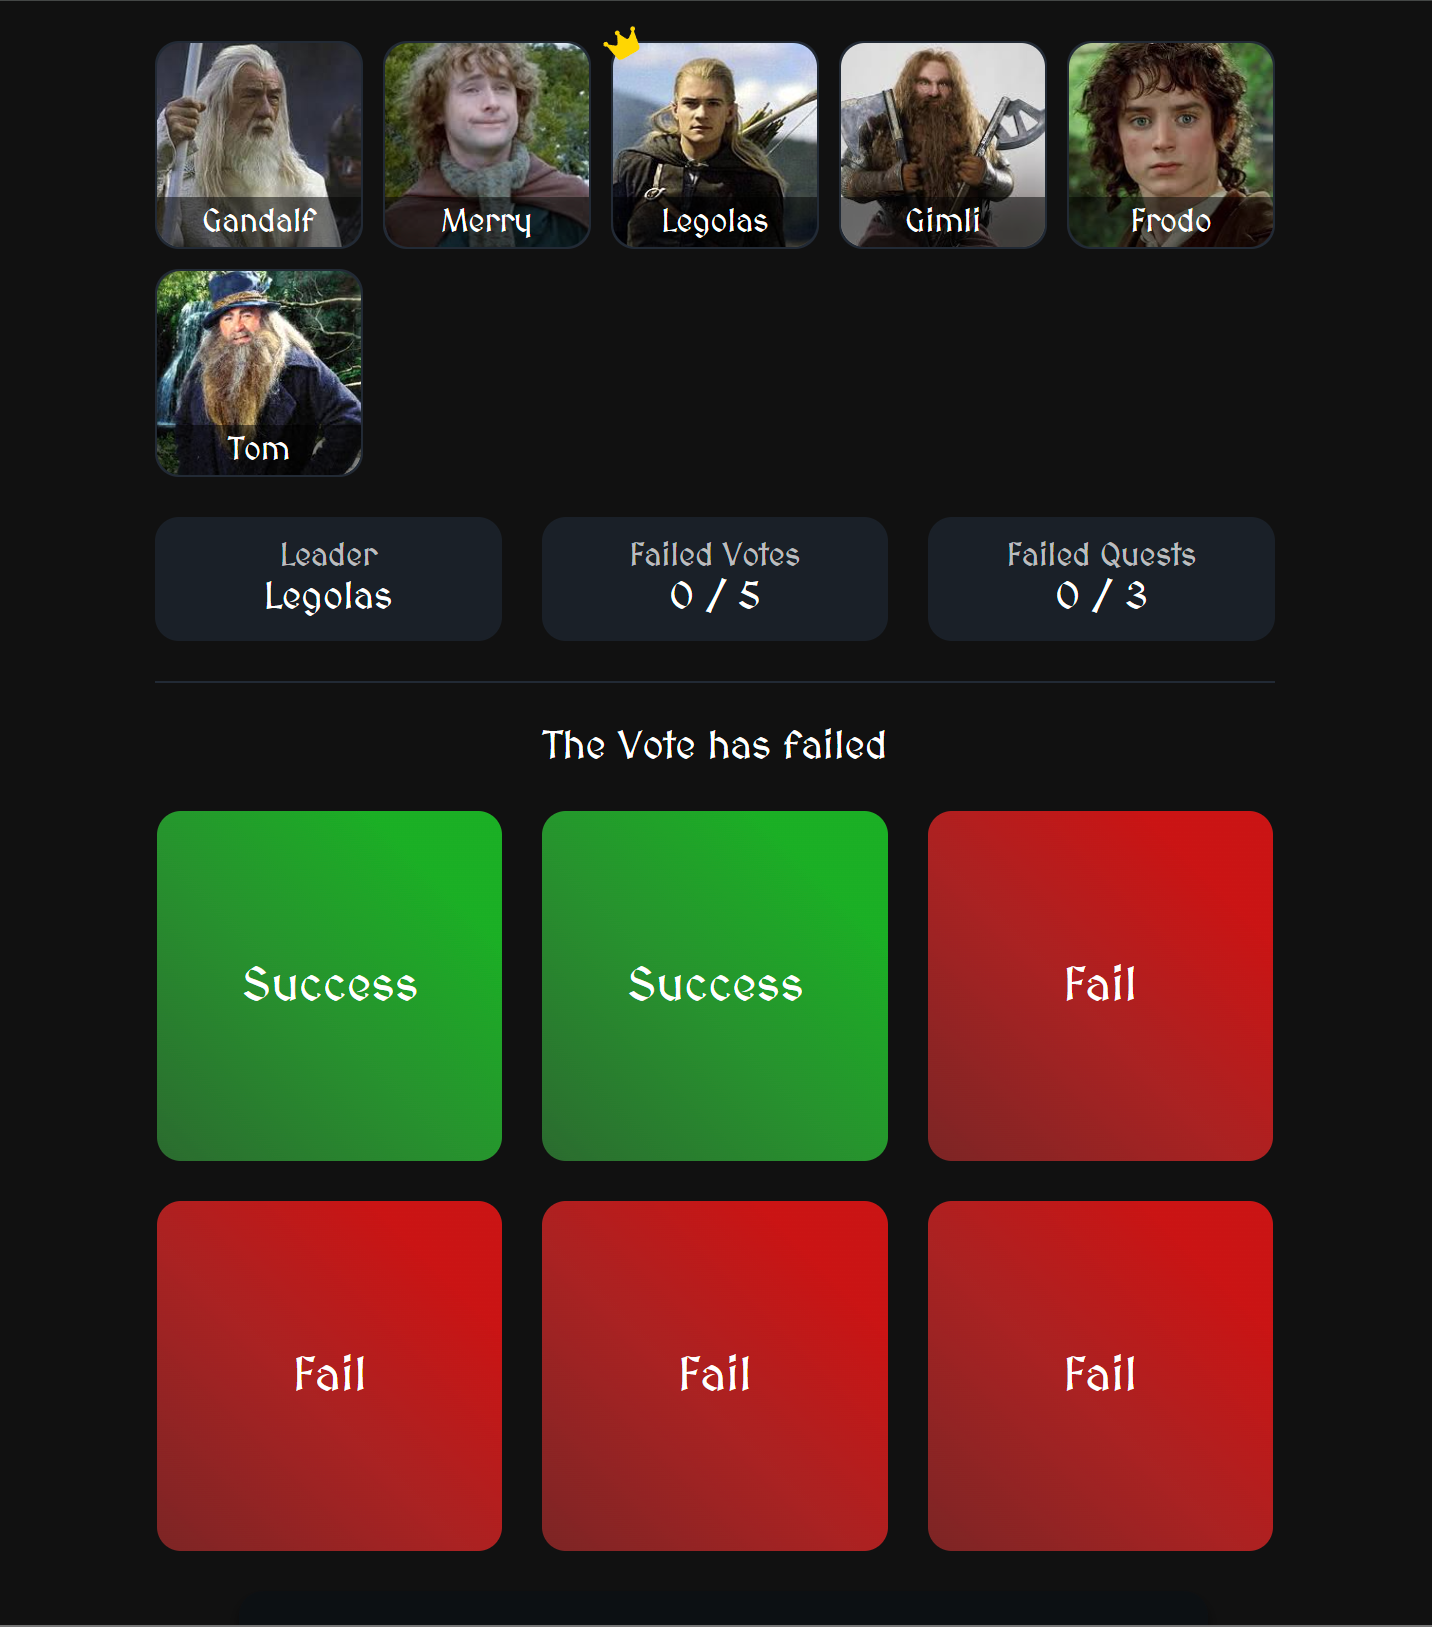 Gandalf
Merry
Legolas
Gimli
Frodo
Tom
Leader
Legolas
Failed Votes
0 / 5
Failed Quests
0 / 3
The Vote has failed
Success
Success
Fail
Fail
Fail
Fail